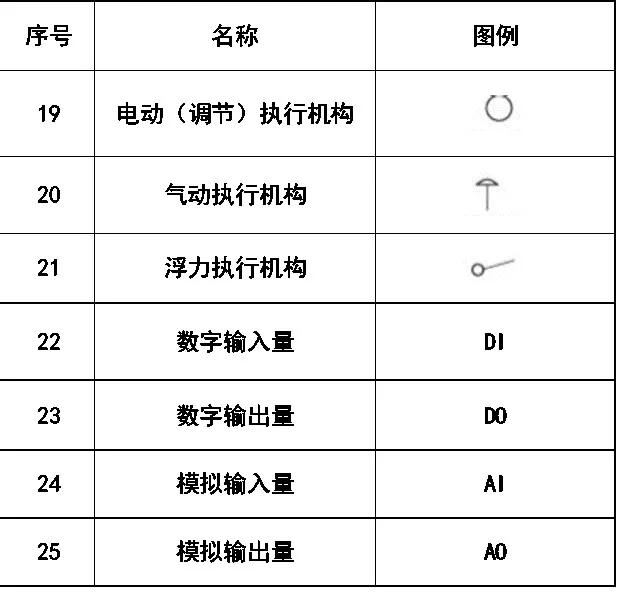 序号 名称 图例
19 电动（调节）执行机构
20 气动执行机构
21 浮力执行机构
22 数字输入量 DI
23 数字输出量 DO
24 模拟输入量 AI
25 模拟输出量 AO